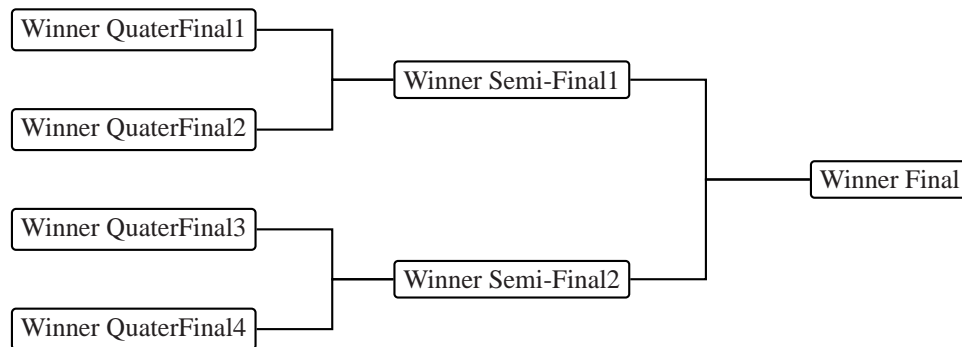 Winner QuaterFinal1
Winner QuaterFinal2
Winner QuaterFinal3
Winner QuaterFinal4
Winner Semi-Final1
Winner Semi-Final2
Winner Final